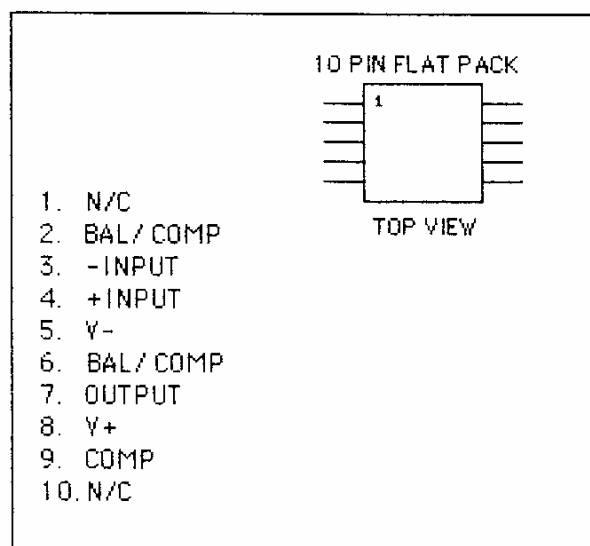 10 PIN FLAT PACK
1
TOP VIEW
1. N/C
2. BAL/COMP
3. -INPUT
4. +INPUT
5. V-
6. BAL/COMP
7. OUTPUT
8. V+
9. COMP
10. N/C